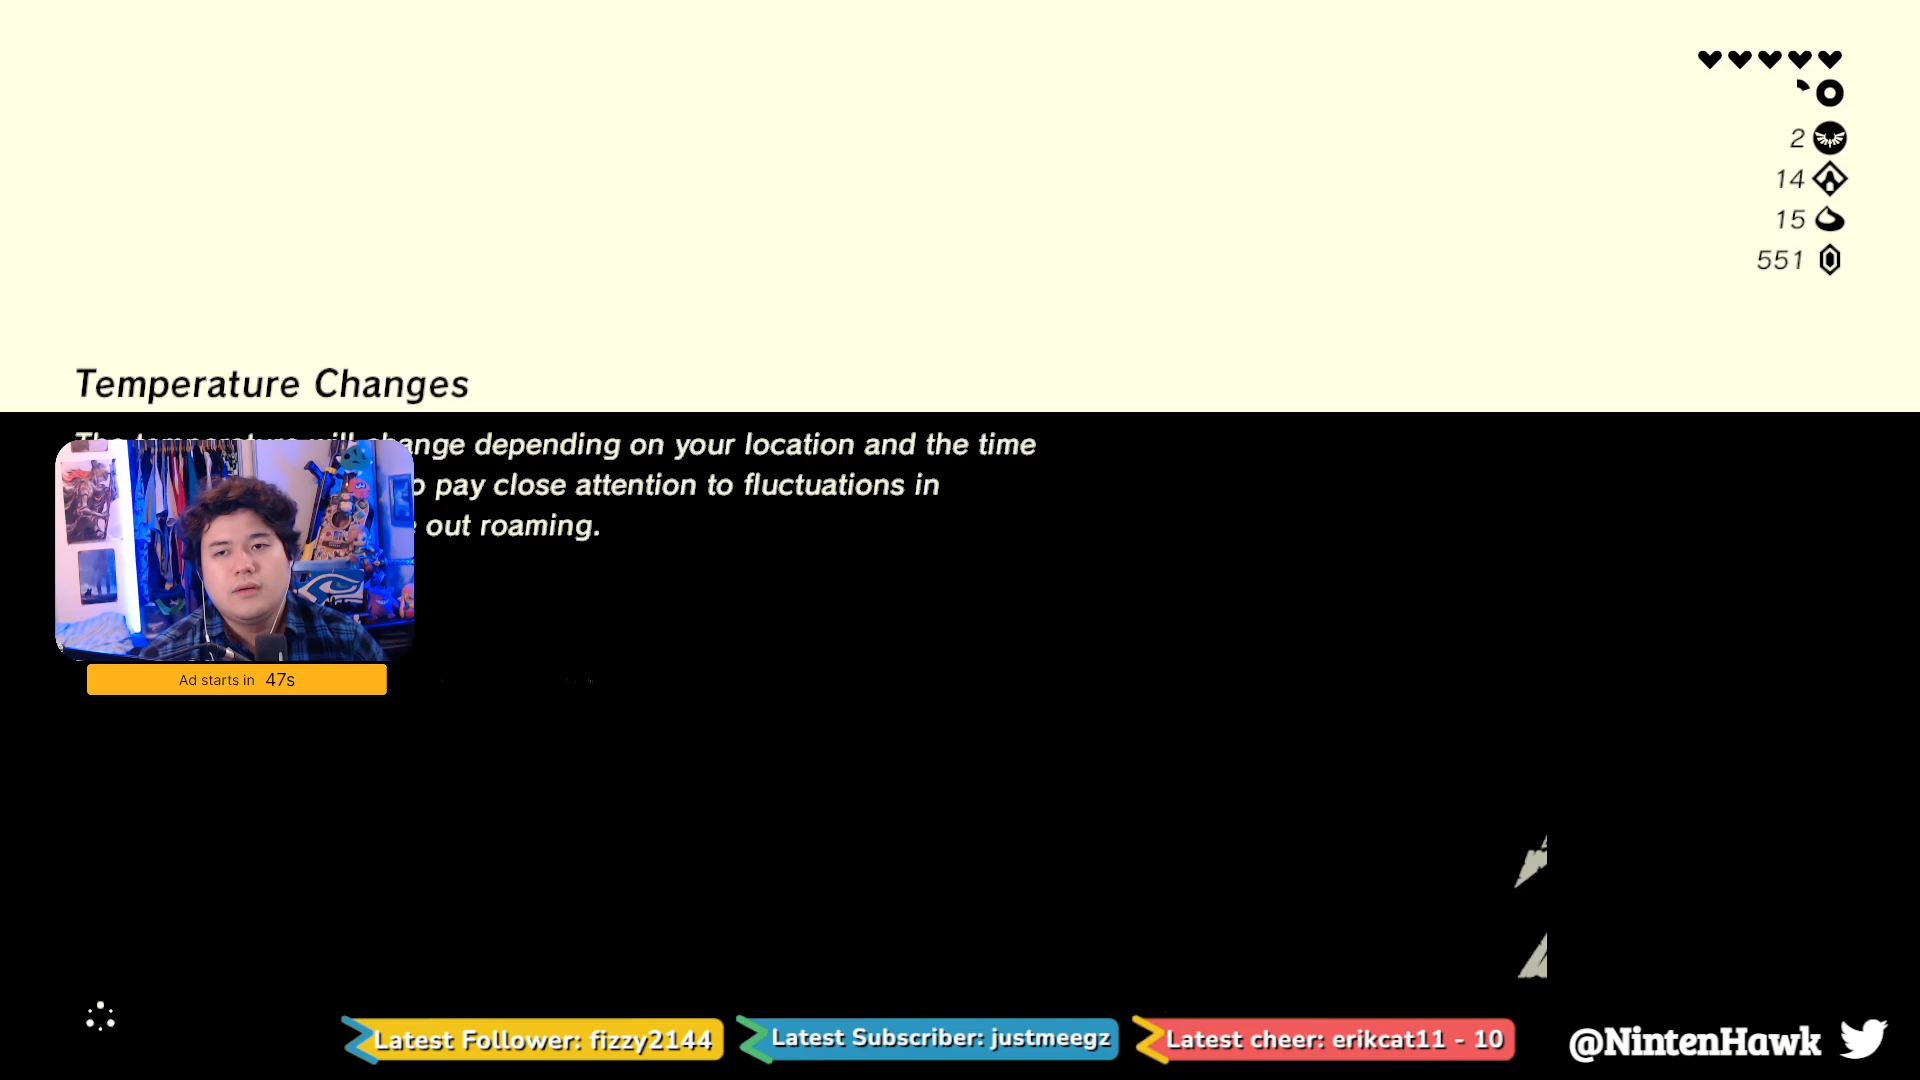 2
14
15
551
Temperature Changes
change depending on your location and the time
pay close attention to fluctuations in
out roaming.
Ad starts in 47s
Latest Follower: fizzy2144
Latest Subscriber: justmeegz
Latest cheer: erikcat11 - 10
@NintenHawk